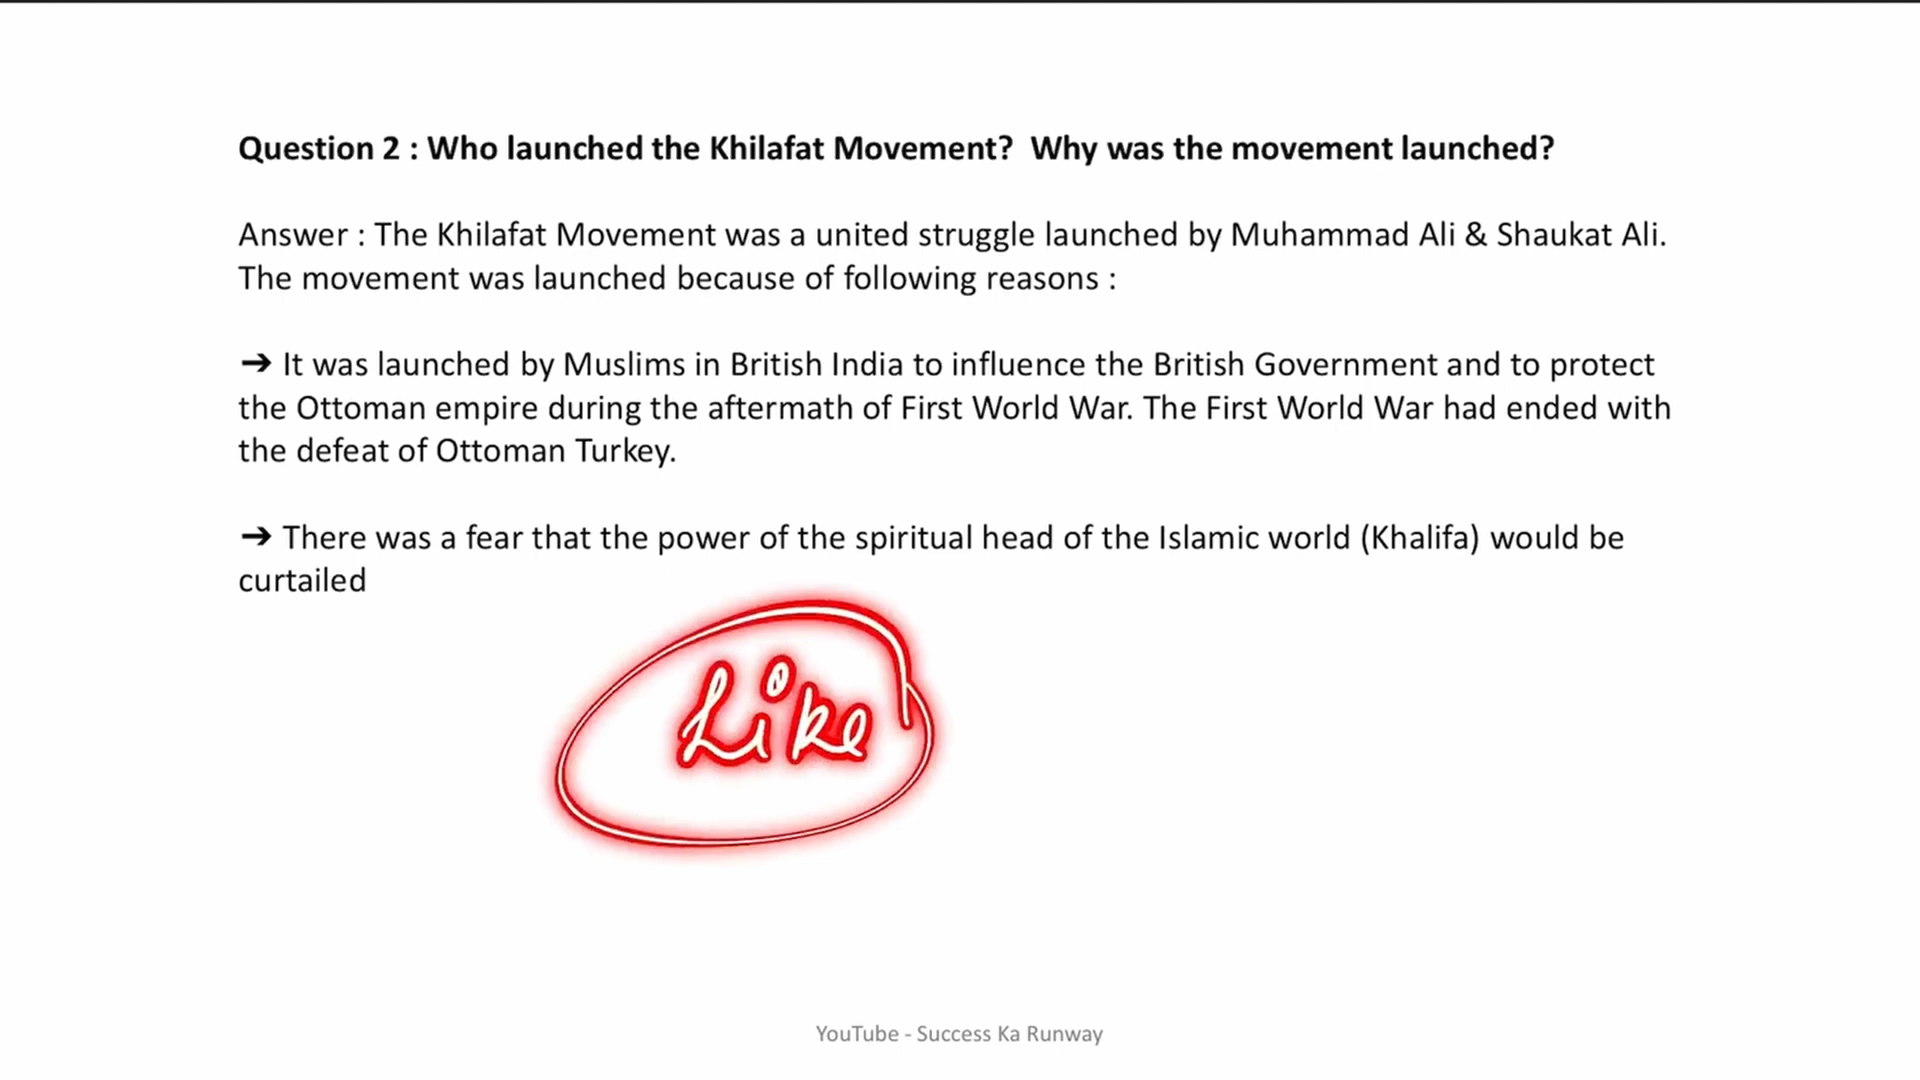 Question 2 : Who launched the Khilafat Movement?  Why was the movement launched?
Answer : The Khilafat Movement was a united struggle launched by Muhammad Ali & Shaukat Ali.
The movement was launched because of following reasons :
➔ It was launched by Muslims in British India to influence the British Government and to protect
the Ottoman empire during the aftermath of First World War. The First World War had ended with
the defeat of Ottoman Turkey.
➔ There was a fear that the power of the spiritual head of the Islamic world (Khalifa) would be
curtailed
Like
YouTube - Success Ka Runway